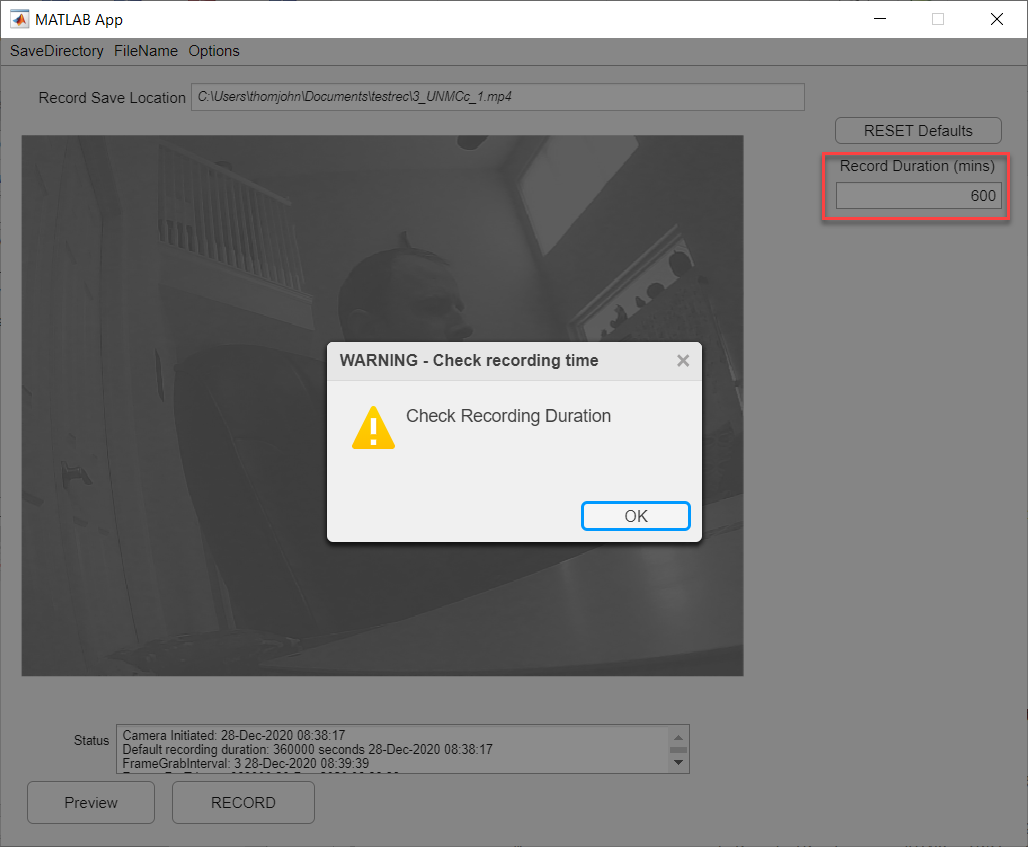 MATLAB App
SaveDirectory FileName Options
Record Save Location C:\Users\thomjohn\Documents\testrec\3_UNMCc_1.mp4
RESET Defaults
Record Duration (mins)
600
WARNING - Check recording time
Check Recording Duration
OK
Status
Camera Initiated: 28-Dec-2020 08:38:17
Default recording duration: 360000 seconds 28-Dec-2020 08:38:17
FrameGrabInterval: 3 28-Dec-2020 08:39:39
Preview RECORD